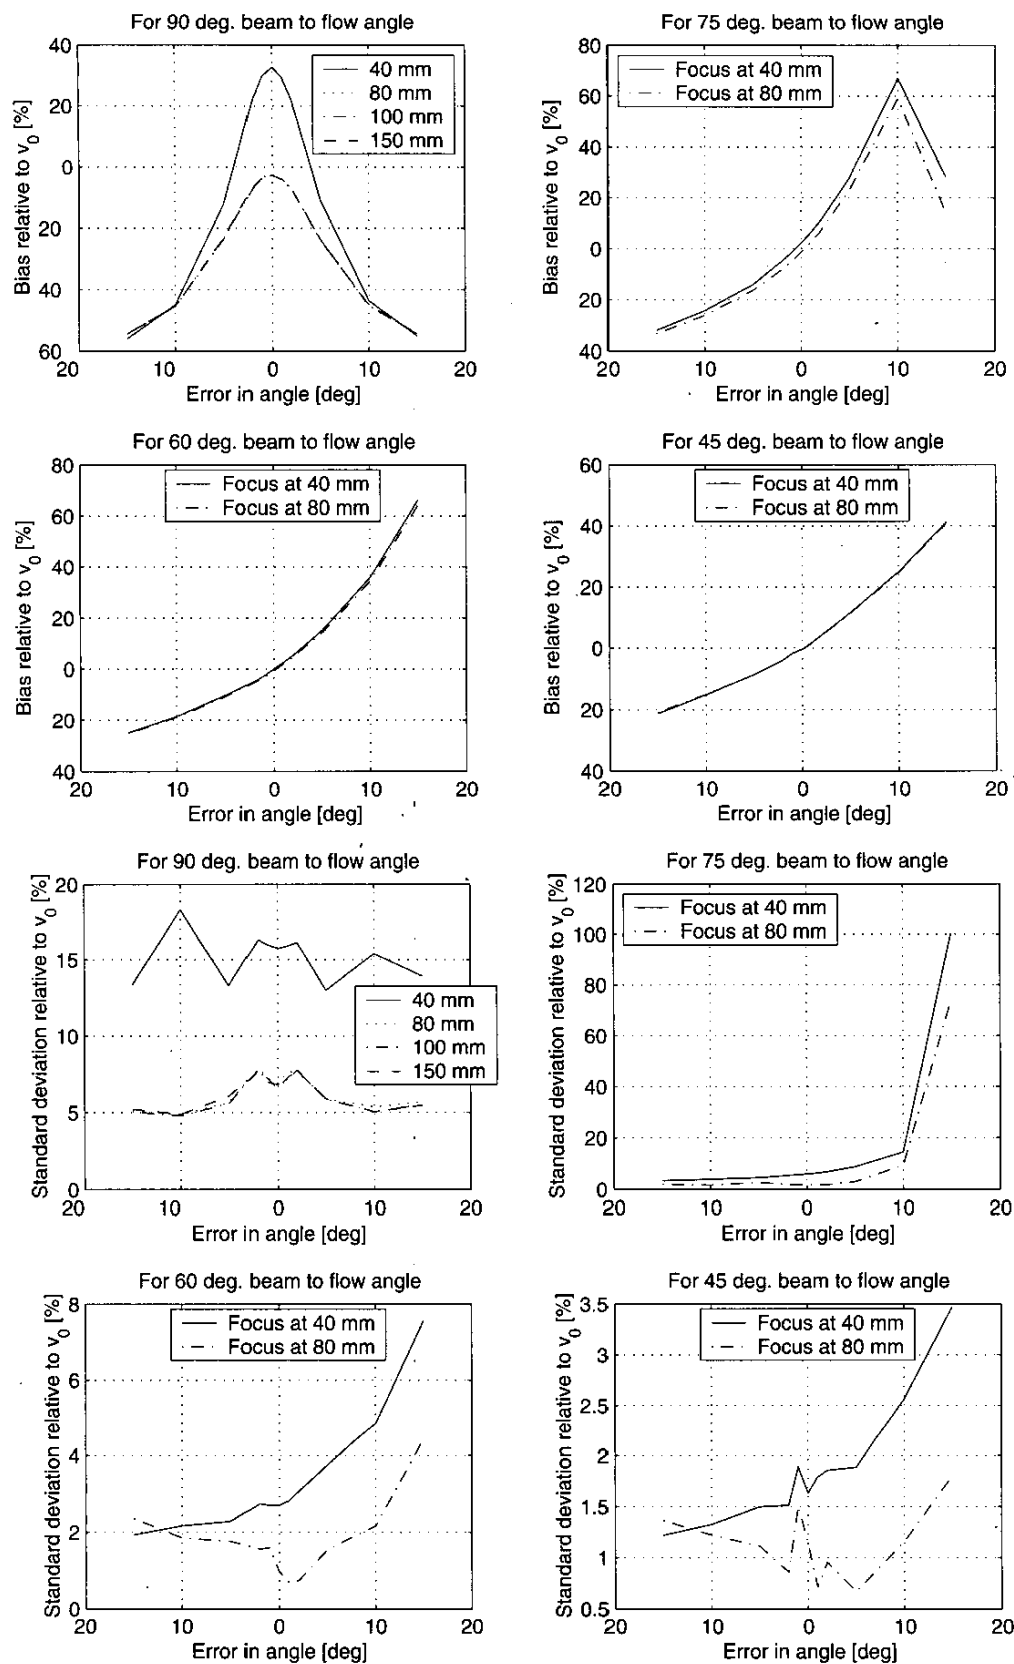 For 90 deg. beam to flow angle
40
20
0
20
40
60
Bias relative to v0 [%]
40 mm
80 mm
100 mm
150 mm
20
10
0
10
20
Error in angle [deg]
For 75 deg. beam to flow angle
80
60
40
20
0
20
40
Bias relative to v0 [%]
Focus at 40 mm
Focus at 80 mm
20
10
0
10
20
Error in angle [deg]
For 60 deg. beam to flow angle
80
60
40
20
0
20
40
Bias relative to v0 [%]
Focus at 40 mm
Focus at 80 mm
20
10
0
10
20
Error in angle [deg]
For 45 deg. beam to flow angle
60
40
20
0
20
40
Bias relative to v0 [%]
Focus at 40 mm
Focus at 80 mm
20
10
0
10
20
Error in angle [deg]
For 90 deg. beam to flow angle
20
15
10
5
0
Standard deviation relative to v0 [%]
40 mm
80 mm
100 mm
150 mm
20
10
0
10
20
Error in angle [deg]
For 75 deg. beam to flow angle
120
100
80
60
40
20
0
Standard deviation relative to v0 [%]
Focus at 40 mm
Focus at 80 mm
20
10
0
10
20
Error in angle [deg]
For 60 deg. beam to flow angle
8
6
4
2
0
Standard deviation relative to v0 [%]
Focus at 40 mm
Focus at 80 mm
20
10
0
10
20
Error in angle [deg]
For 45 deg. beam to flow angle
3.5
3
2.5
2
1.5
1
0.5
Standard deviation relative to v0 [%]
Focus at 40 mm
Focus at 80 mm
20
10
0
10
20
Error in angle [deg]